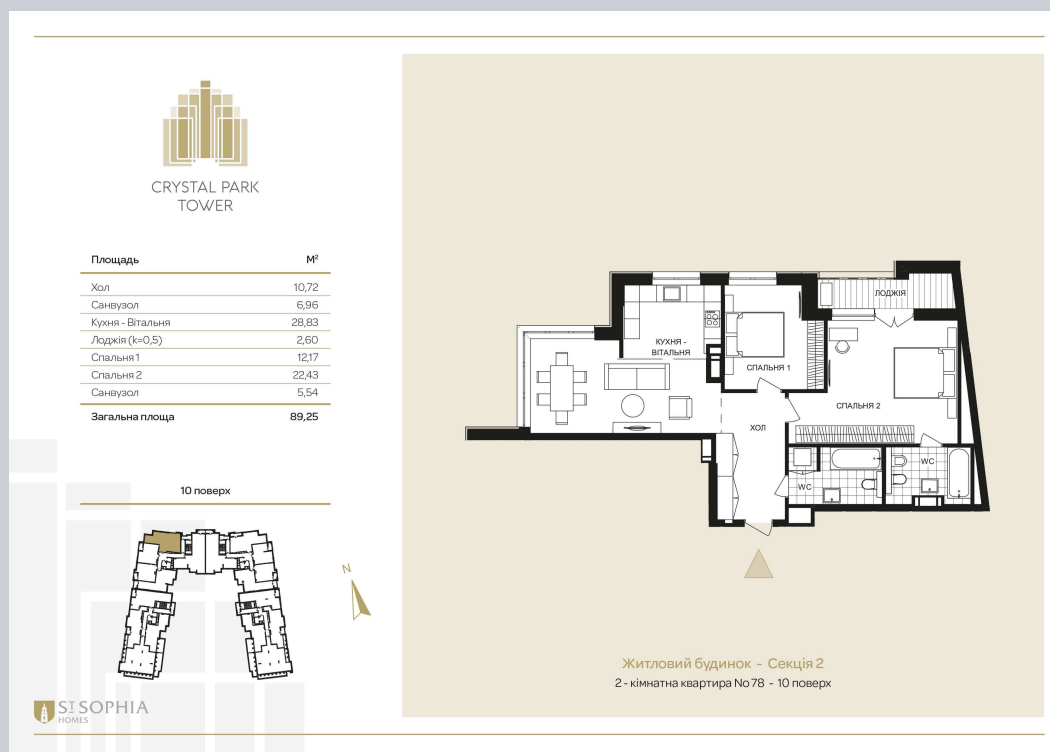 CRYSTAL PARK
TOWER
Площадь М²
Хол 10,72
Санвузол 6,96
Кухня - Вітальня 28,83
Лоджія (k=0,5) 2,60
Спальня 1 12,17
Спальня 2 22,43
Санвузол 5,54
Загальна площа 89,25
10 поверх
N
ST SOPHIA
HOMES
ЛОДЖІЯ
КУХНЯ -
ВІТАЛЬНЯ
СПАЛЬНЯ 1
СПАЛЬНЯ 2
ХОЛ
WC
WC
Житловий будинок - Секція 2
2 - кімнатна квартира No 78 - 10 поверх